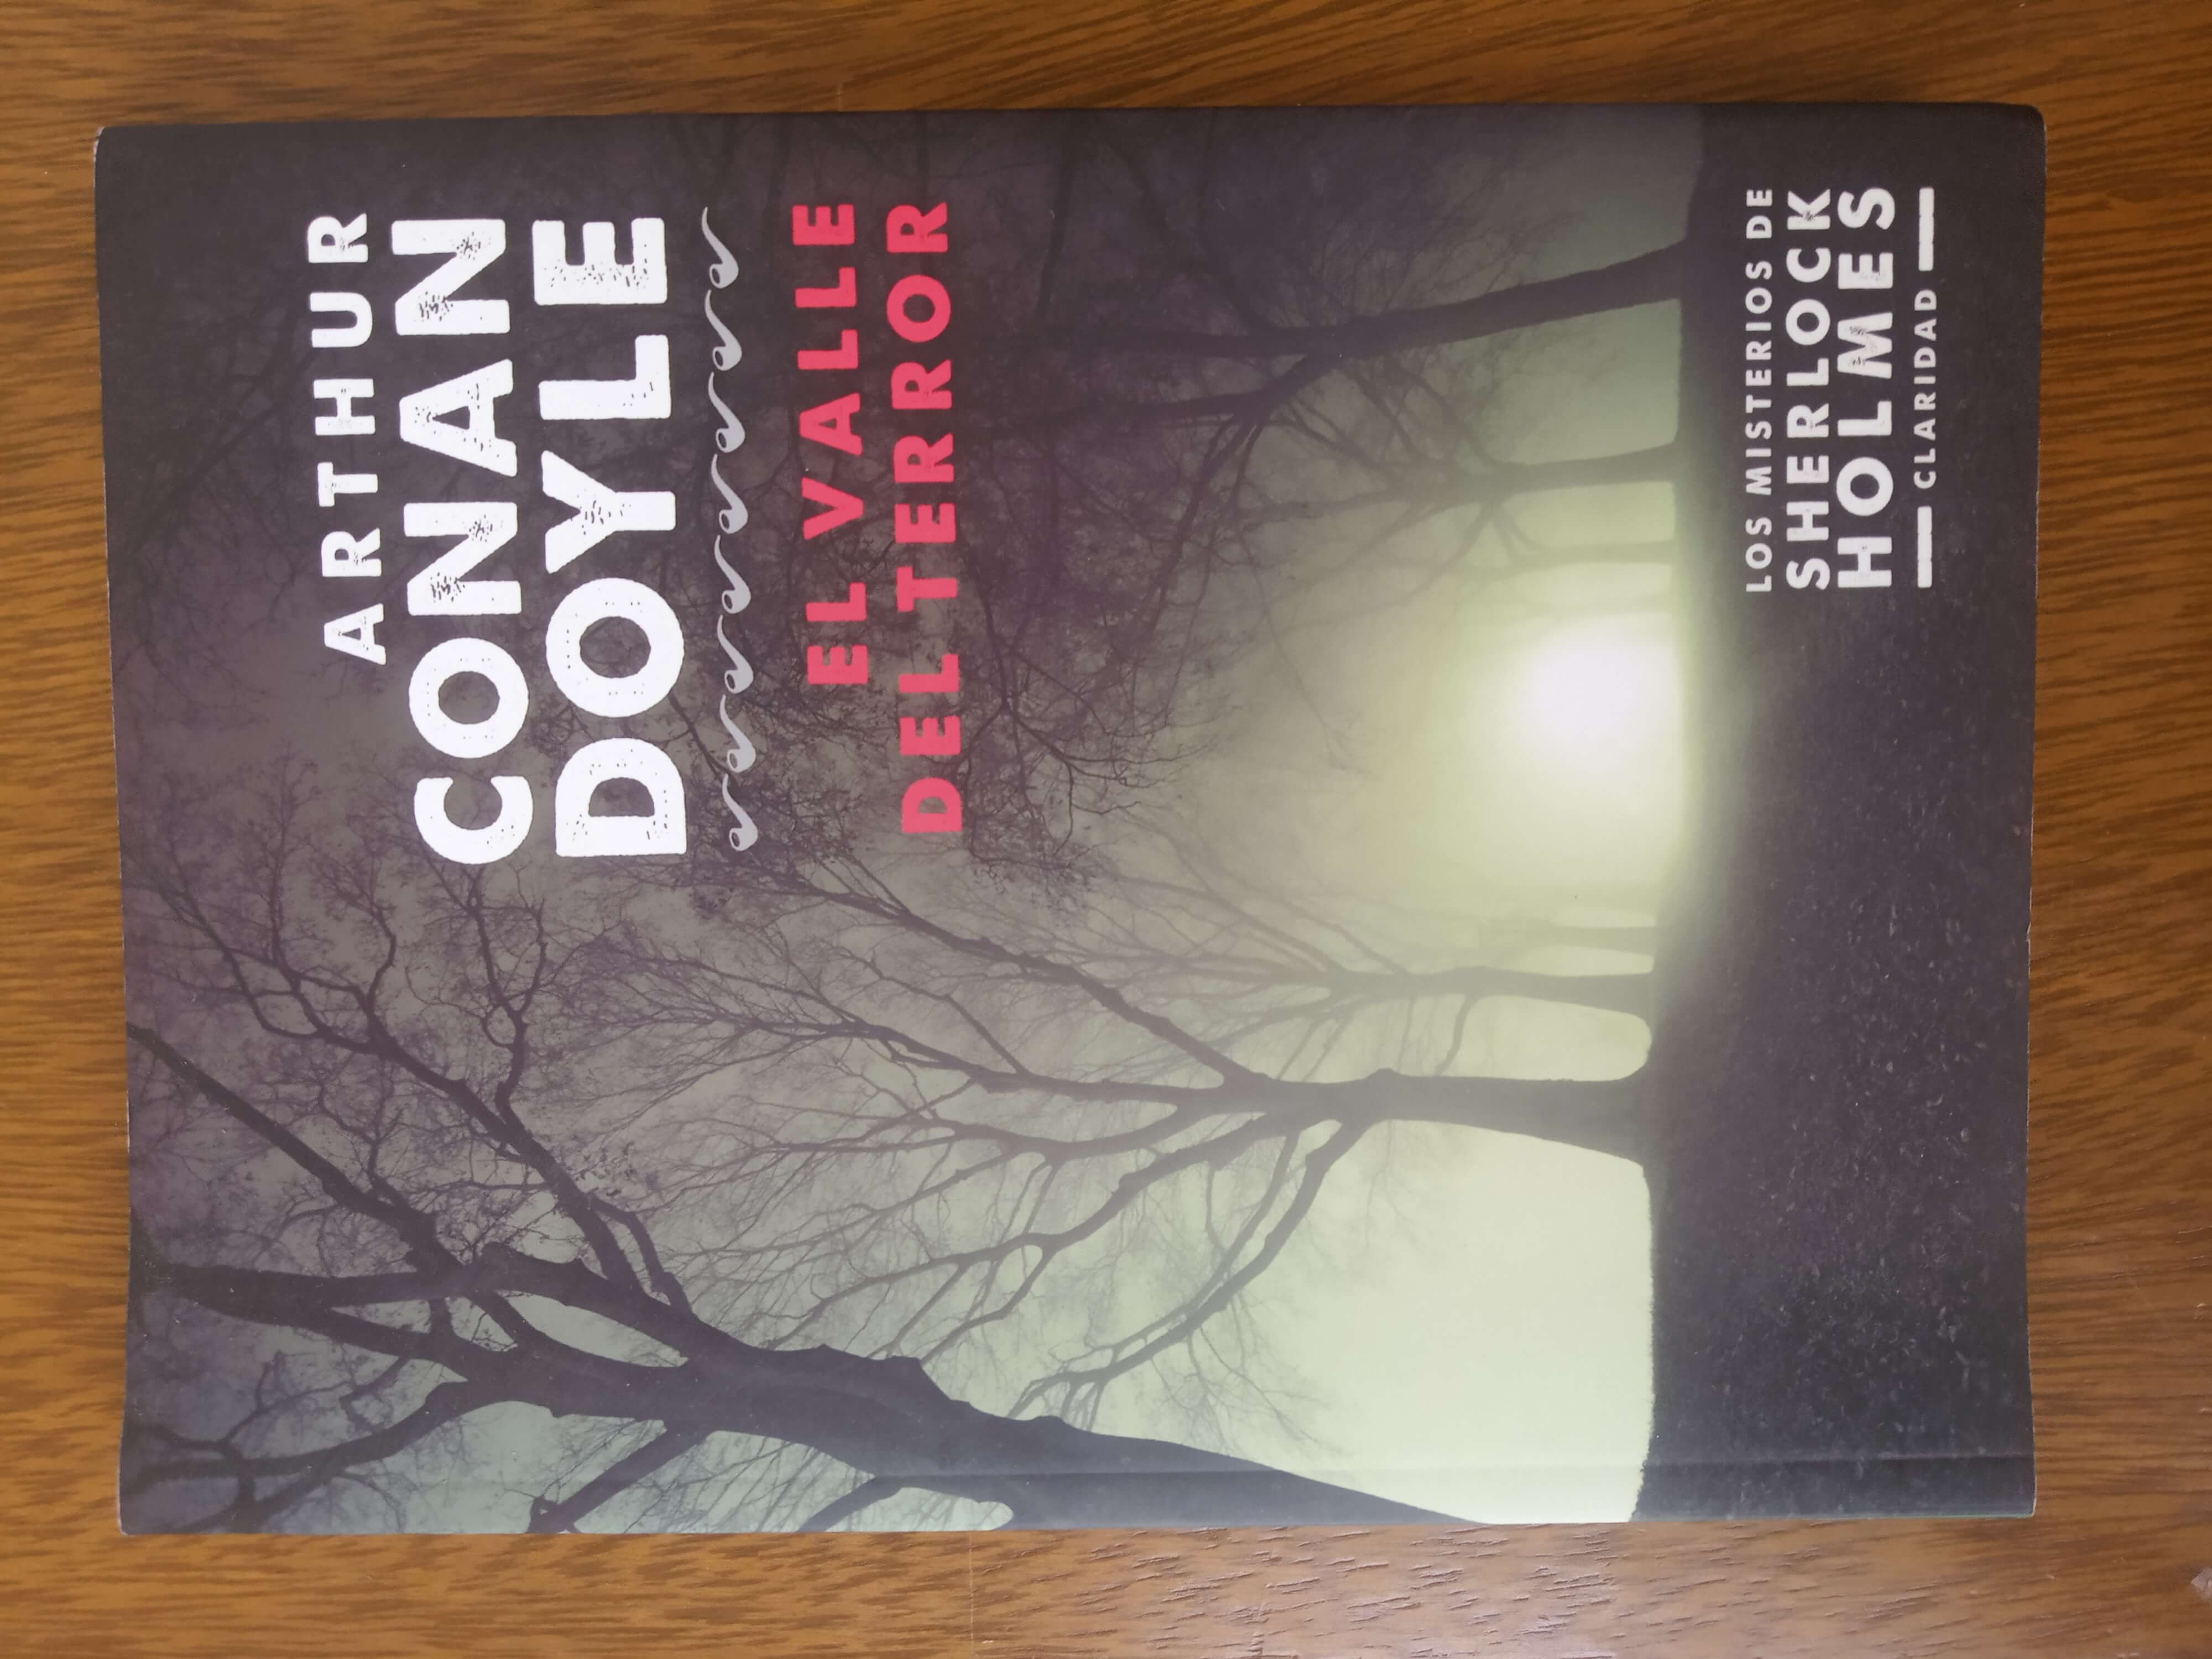 ARTHUR
CONAN
DOYLE
EL VALLE
DEL TERROR
LOS MISTERIOS DE
SHERLOCK
HOLMES
CLARIDAD